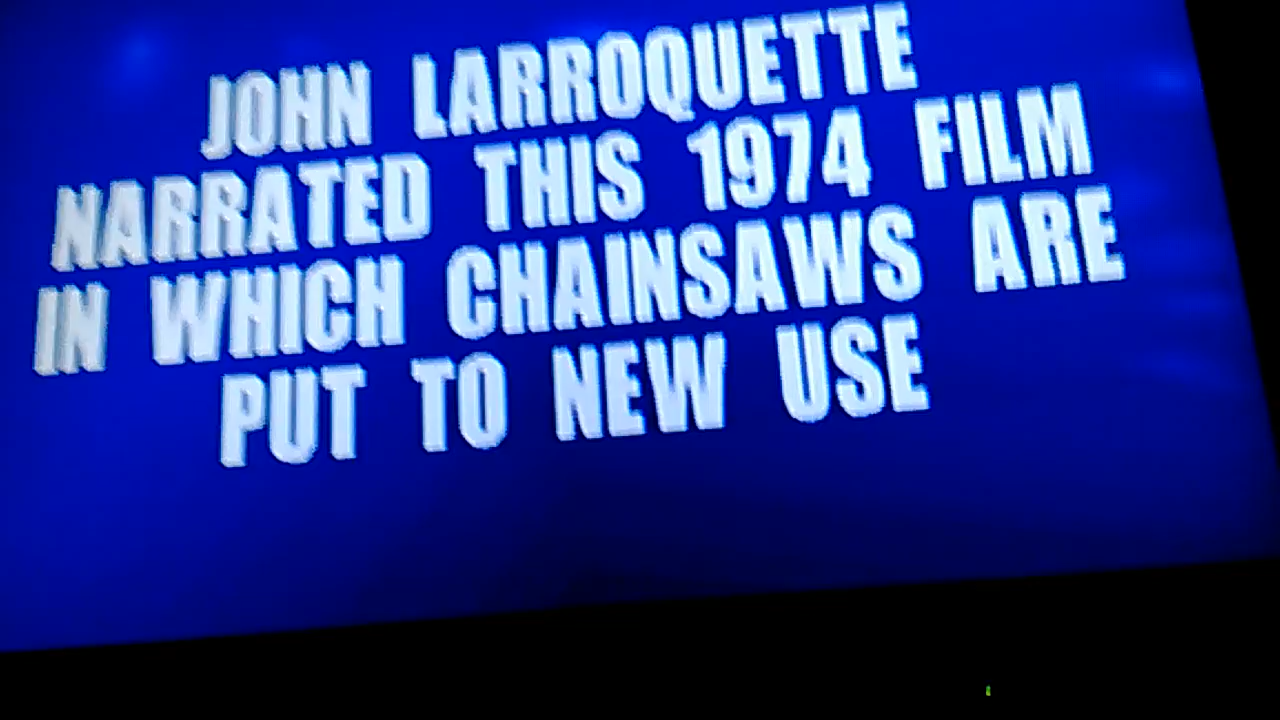 JOHN LARROQUETTE
NARRATED THIS 1974 FILM
IN WHICH CHAINSAWS ARE
PUT TO NEW USE